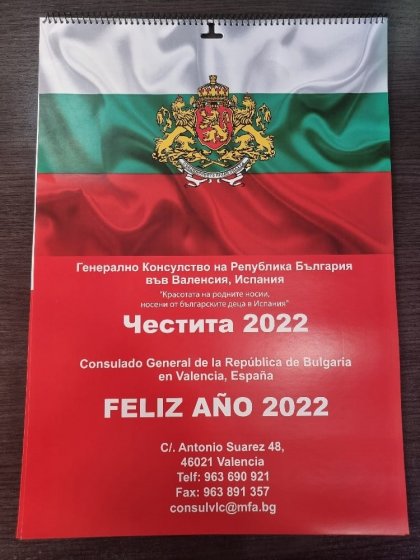 Генерално Консулство на Република България
във Валенсия, Испания
"Красотата на родните носии,
носени от българските деца в Испания"
Честита 2022
Consulado General de la República de Bulgaria
en Valencia, España
FELIZ AÑO 2022
C/. Antonio Suarez 48,
46021 Valencia
Telf: 963 690 921
Fax: 963 891 357
consulvlc@mfa.bg